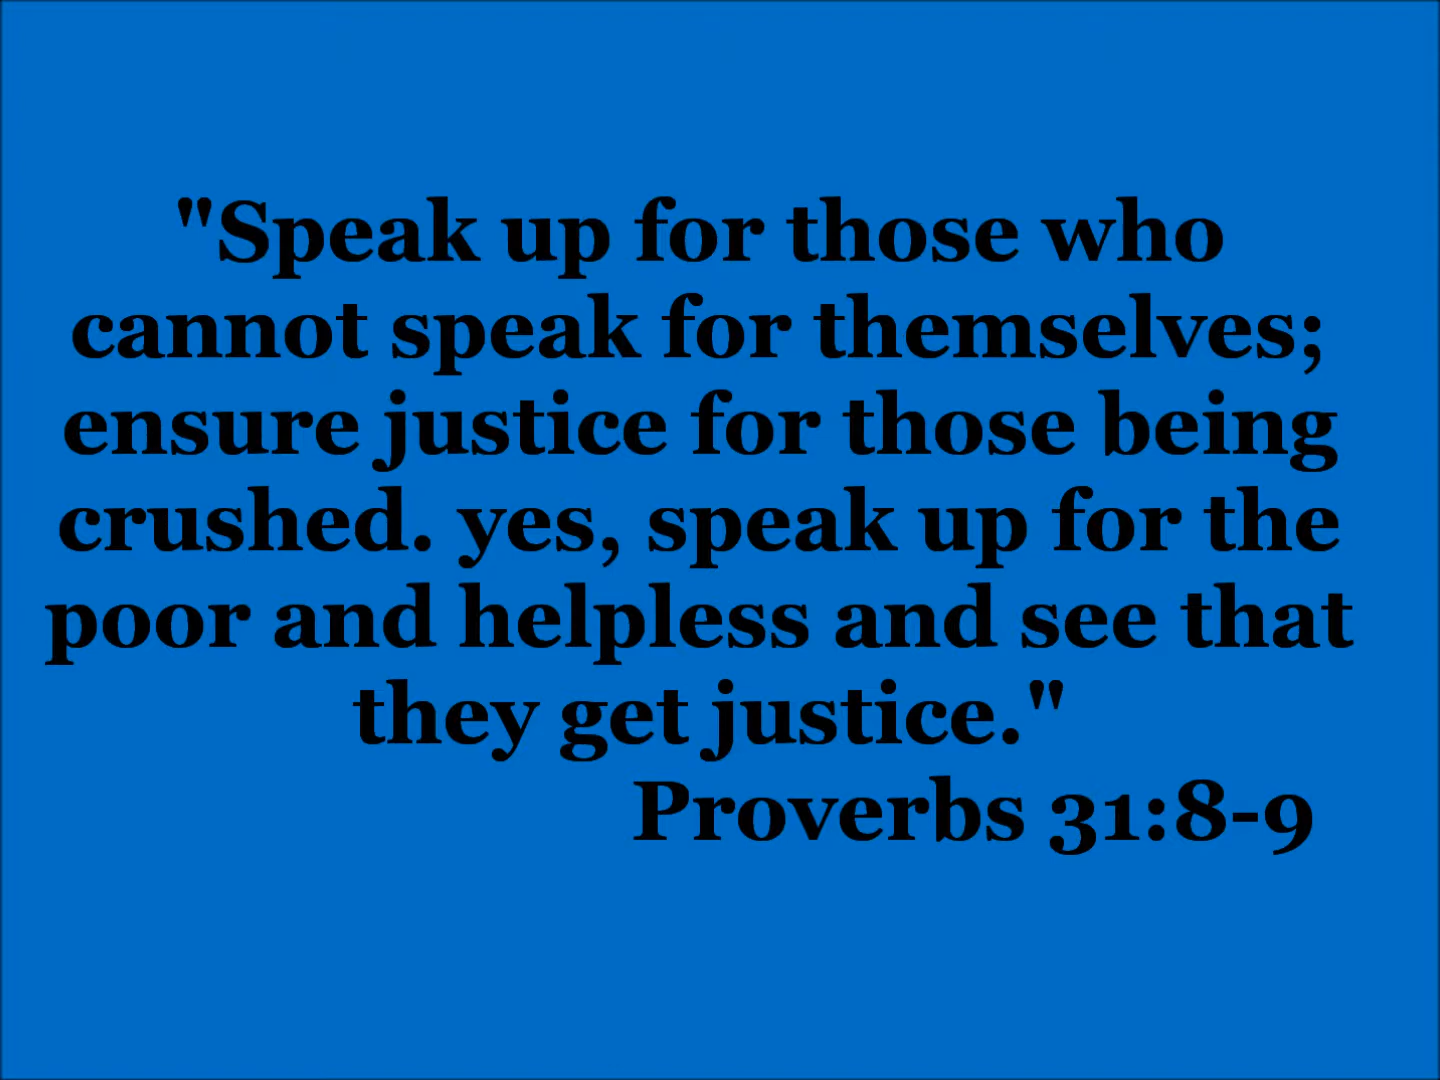 "Speak up for those who
cannot speak for themselves;
ensure justice for those being
crushed. yes, speak up for the
poor and helpless and see that
they get justice."
Proverbs 31:8-9